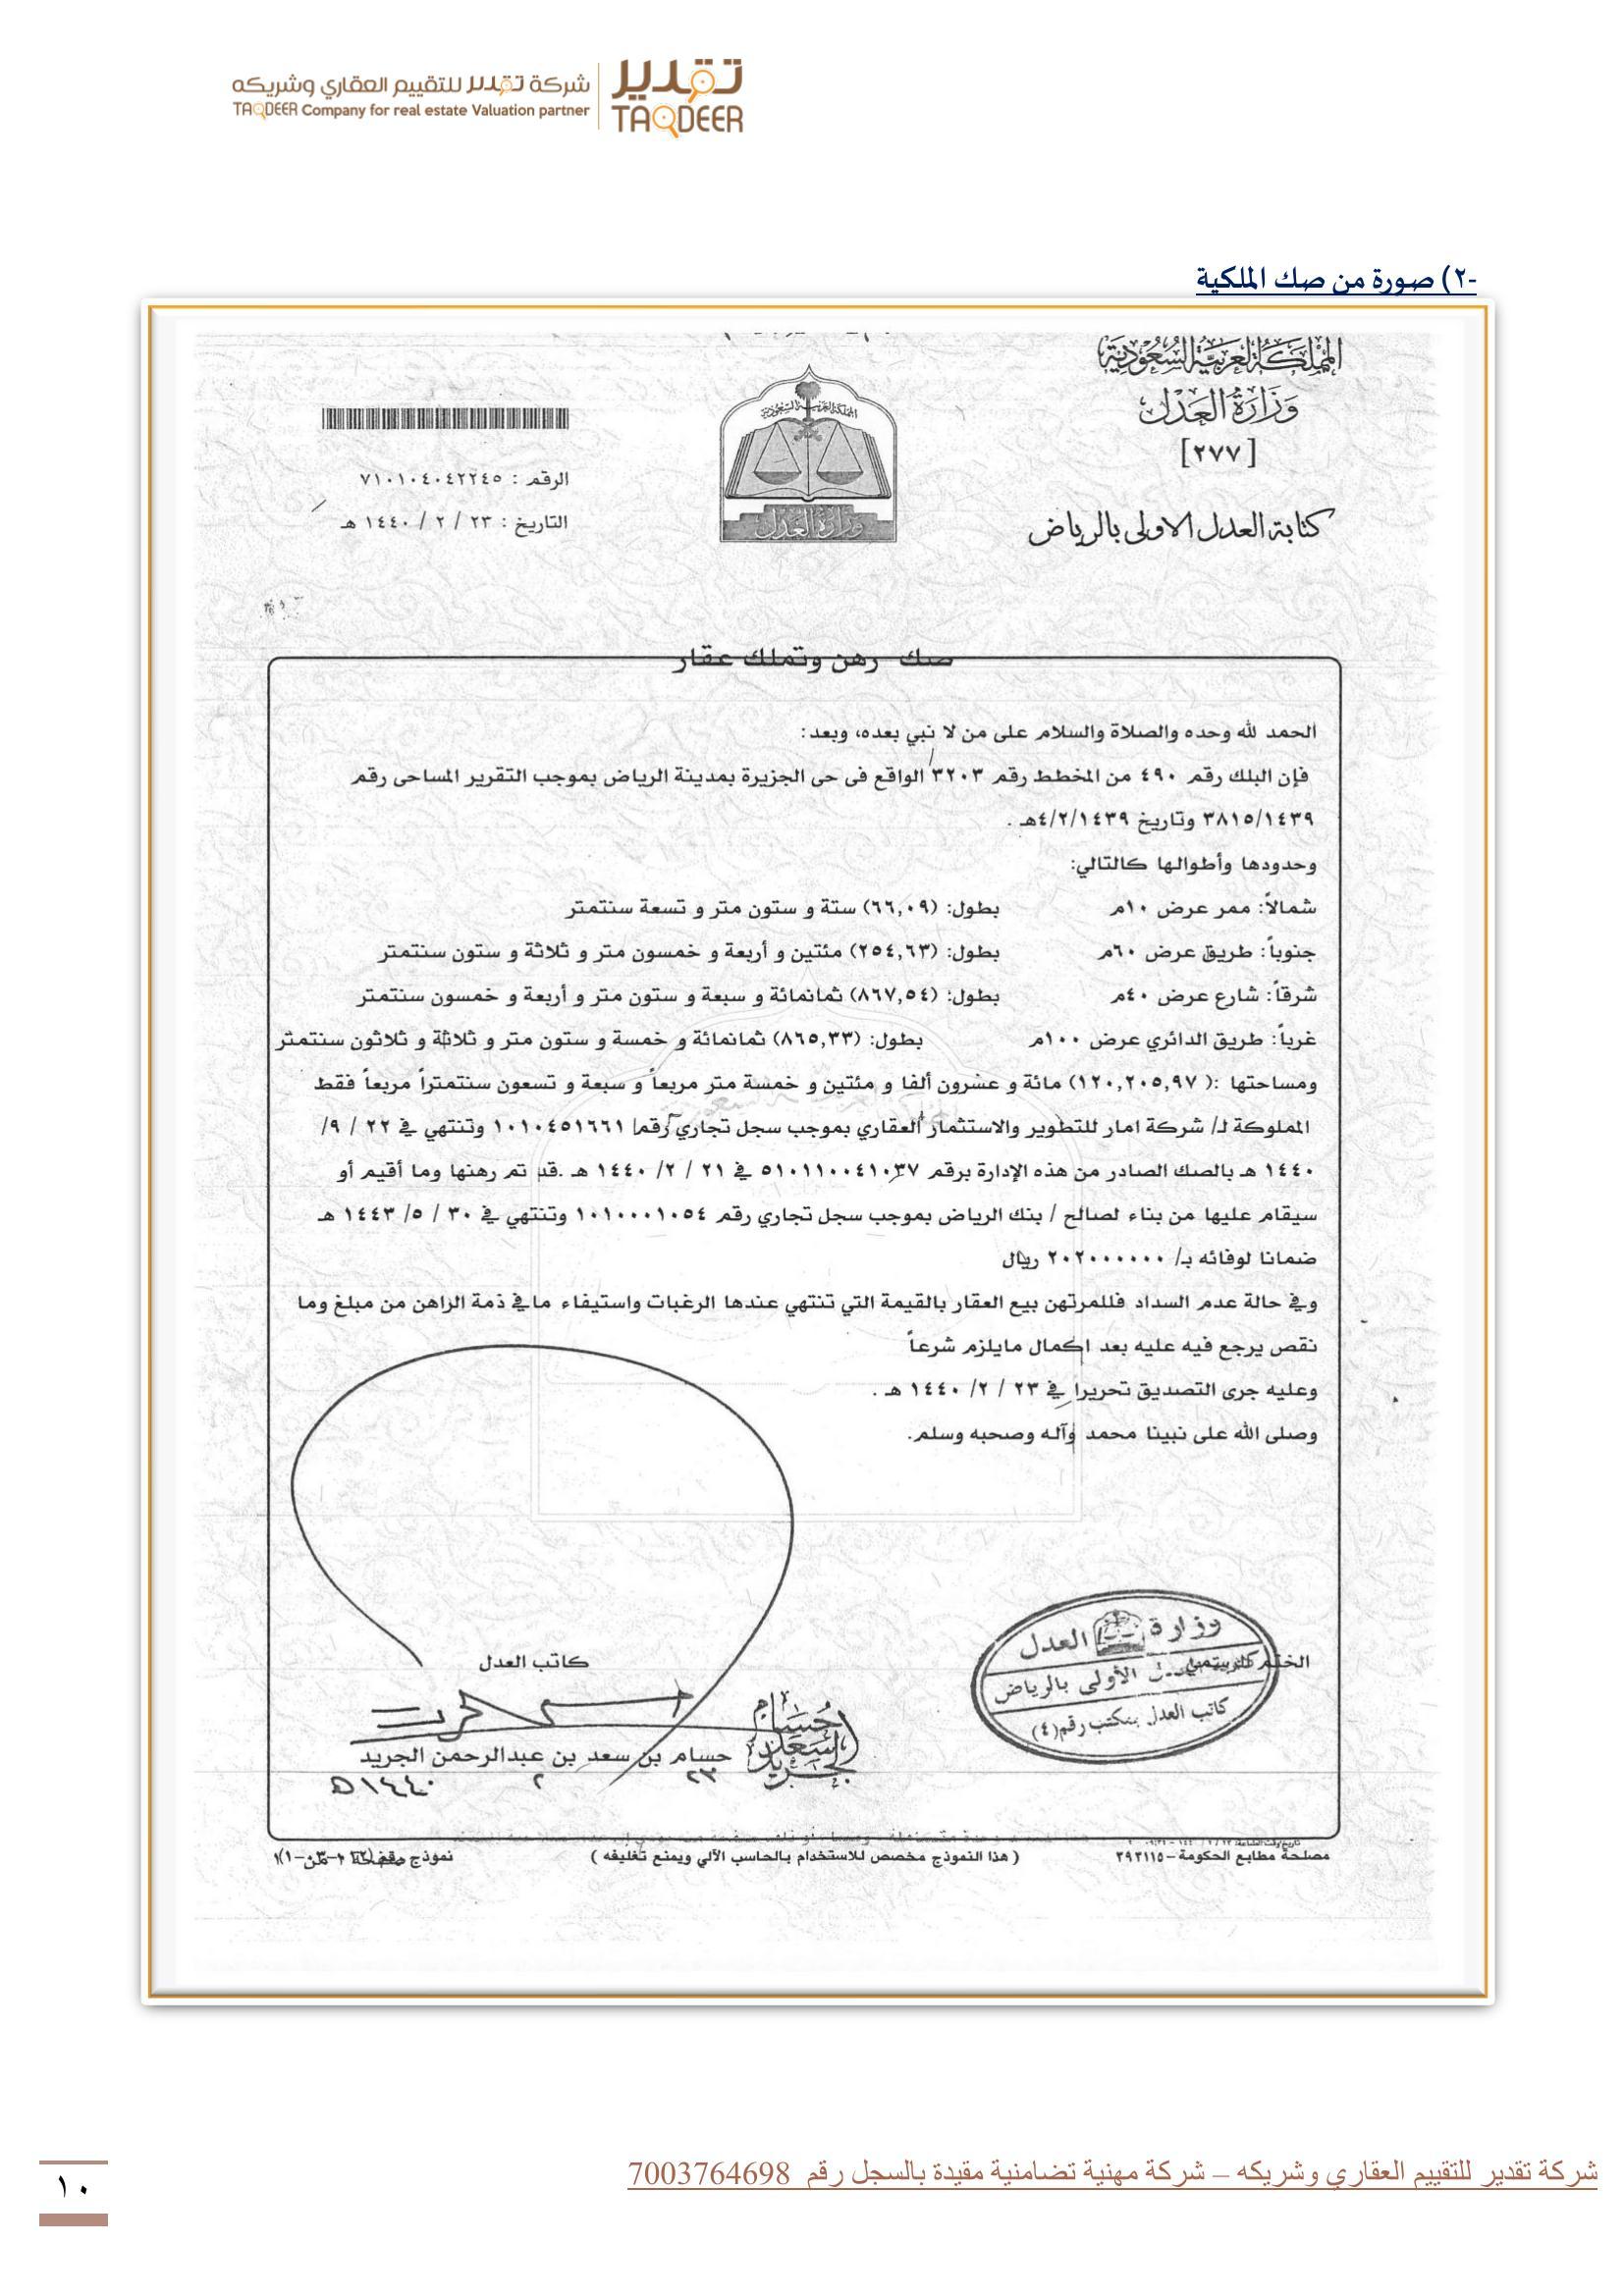 شركة تقدير للتقييم العقاري وشريكه
TAQDEER Company for real estate Valuation partner
تقدير
TAQDEER
-٢) صورة من صك الملكية
المملكة العربية السعودية
وزارة العدل
[٢٧٧]
كتابة العدل الاولى بالرياض
المملكة العربية السعودية
وزارة العدل
الرقم : ٧١٠١٠٤٠٤٢٢٤٥
التاريخ : ٢٣ / ٢ / ١٤٤٠ هـ
صك رهن وتملك عقار
الحمد لله وحده والصلاة والسلام على من لا نبي بعده، وبعد:
فإن البلك رقم ٤٩٠ من المخطط رقم ٣٢٠٣ الواقع فى حى الجزيرة بمدينة الرياض بموجب التقرير المساحى رقم
٣٨١٥/١٤٣٩ وتاريخ ٤/٢/١٤٣٩هـ .
وحدودها وأطوالها كالتالي:
شمالاً: ممر عرض ١٠م بطول: (٦٦,٠٩) ستة و ستون متر و تسعة سنتمتر
جنوباً: طريق عرض ٦٠م بطول: (٢٥٤,٦٣) مئتين و أربعة و خمسون متر و ثلاثة و ستون سنتمتر
شرقاً: شارع عرض ٤٠م بطول: (٨٦٧,٥٤) ثمانمائة و سبعة و ستون متر و أربعة و خمسون سنتمتر
غرباً: طريق الدائري عرض ١٠٠م بطول: (٨٦٥,٣٣) ثمانمائة و خمسة و ستون متر و ثلاثة و ثلاثون سنتمتر
ومساحتها :( ١٢٠,٢٠٥,٩٧) مائة و عشرون ألفا و مئتين و خمسة متر مربعاً و سبعة و تسعون سنتمتراً مربعاً فقط
المملوكة لـ/ شركة امار للتطوير والاستثمار العقاري بموجب سجل تجاري رقم ١٠١٠٤٥١٦٦١ وتنتهي في ٢٢ / ٩/
١٤٤٠ هـ بالصك الصادر من هذه الإدارة برقم ٥١٠١١٠٠٤١٠٣٧ في ٢١ / ٢/ ١٤٤٠ هـ .قد تم رهنها وما أقيم أو
سيقام عليها من بناء لصالح / بنك الرياض بموجب سجل تجاري رقم ١٠١٠٠٠١٠٥٤ وتنتهي في ٣٠ / ٥/ ١٤٤٣ هـ
ضمانا لوفائه بـ/ ٢٠٢٠٠٠٠٠٠ ريال
وفي حالة عدم السداد فللمرتهن بيع العقار بالقيمة التي تنتهي عندها الرغبات واستيفاء مافي ذمة الراهن من مبلغ وما
نقص يرجع فيه عليه بعد اكمال مايلزم شرعاً
وعليه جرى التصديق تحريرا في ٢٣ / ٢/ ١٤٤٠ هـ .
وصلى الله على نبينا محمد وآله وصحبه وسلم.
كاتب العدل
الختم الرسمي
وزارة العدل
الأولى بالرياض
كاتب العدل بمكتب رقم(٤)
حسام بن سعد بن عبدالرحمن الجريد
٢٣ ٢ ١٤٤٠هـ
مصلحة مطابع الحكومة - ٣٩٣١١٥
( هذا النموذج مخصص للاستخدام بالحاسب الآلي ويمنع تغليفه )
شركة تقدير للتقييم العقاري وشريكه – شركة مهنية تضامنية مقيدة بالسجل رقم 7003764698
١٠